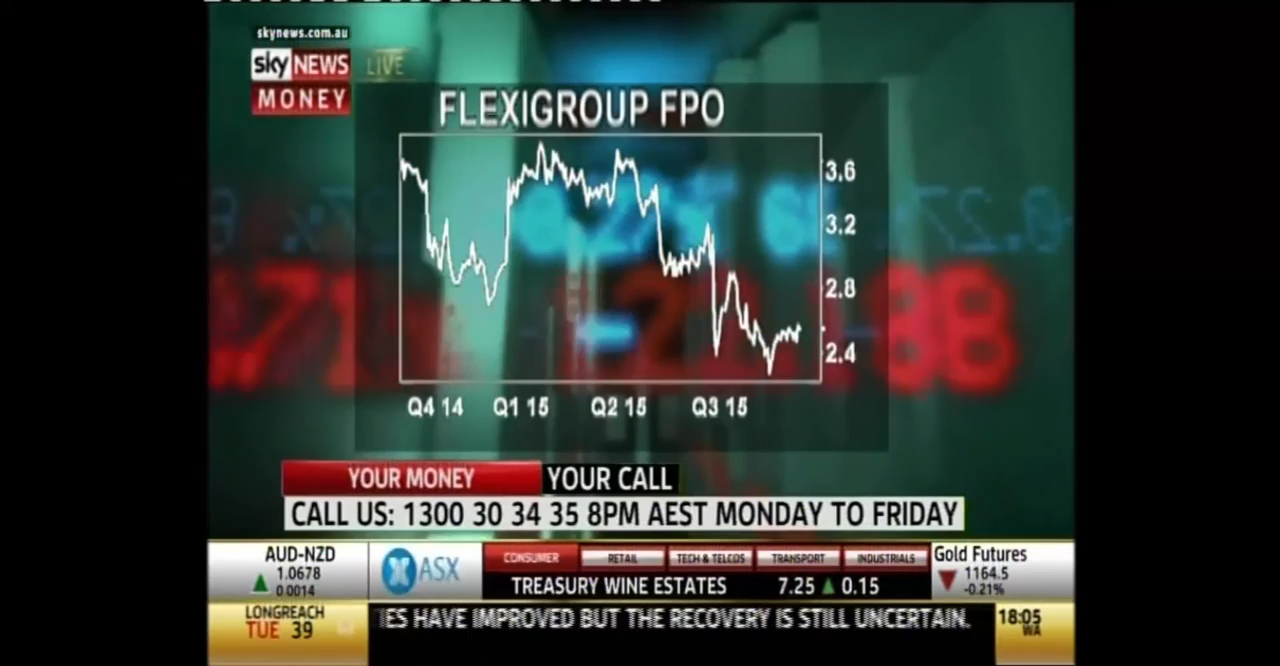 skynews.com.au
sky NEWS LIVE
MONEY
FLEXIGROUP FPO
3.6
3.2
2.8
2.4
Q4 14 Q1 15 Q2 15 Q3 15
YOUR MONEY YOUR CALL
CALL US: 1300 30 34 35 8PM AEST MONDAY TO FRIDAY
AUD-NZD
1.0678
0.0014
ASX
CONSUMER RETAIL TECH & TELCOS TRANSPORT INDUSTRIALS
TREASURY WINE ESTATES 7.25 0.15
Gold Futures
1164.5
-0.21%
LONGREACH
TUE 39
IES HAVE IMPROVED BUT THE RECOVERY IS STILL UNCERTAIN.
18:05
WA